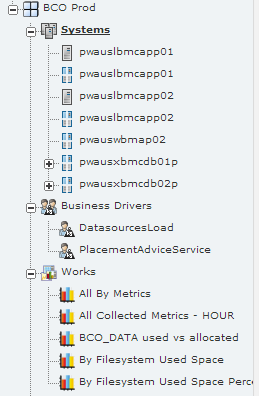 BCO Prod
Systems
pwauslbmcapp01
pwauslbmcapp01
pwauslbmcapp02
pwauslbmcapp02
pwauswbmap02
pwausxbmcdb01p
pwausxbmcdb02p
Business Drivers
DatasourcesLoad
PlacementAdviceService
Works
All By Metrics
All Collected Metrics - HOUR
BCO_DATA used vs allocated
By Filesystem Used Space
By Filesystem Used Space Perce